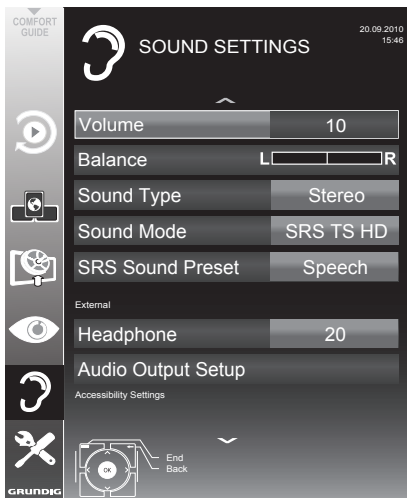 COMFORT
GUIDE
SOUND SETTINGS
20.09.2010
15:46
Volume 10
Balance L R
Sound Type Stereo
Sound Mode SRS TS HD
SRS Sound Preset Speech
External
Headphone 20
Audio Output Setup
Accessibility Settings
End
Back
OK
GRUNDIG